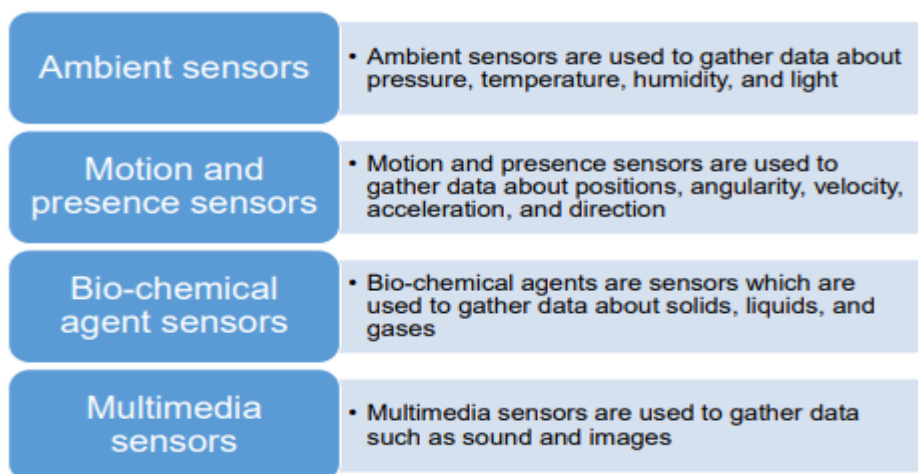 Ambient sensors
• Ambient sensors are used to gather data about
pressure, temperature, humidity, and light
Motion and
presence sensors
• Motion and presence sensors are used to
gather data about positions, angularity, velocity,
acceleration, and direction
Bio-chemical
agent sensors
• Bio-chemical agents are sensors which are
used to gather data about solids, liquids, and
gases
Multimedia
sensors
• Multimedia sensors are used to gather data
such as sound and images